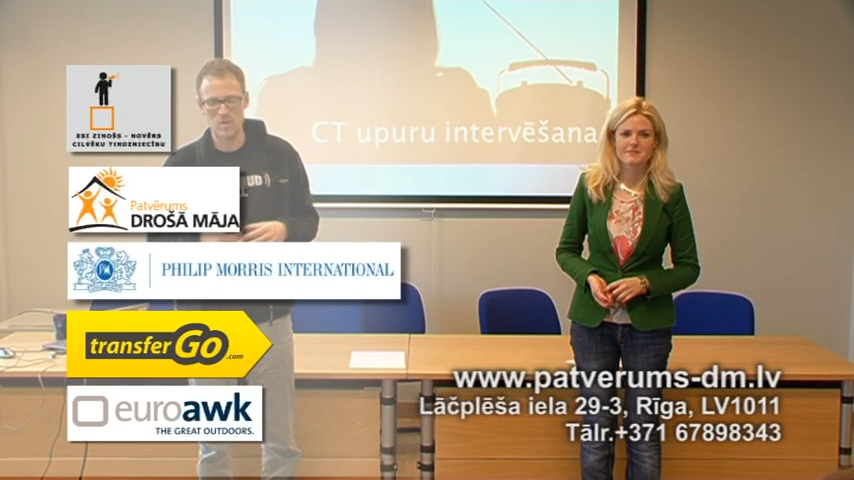 CT upuru intervēšana
ESI ZINOŠS - NOVĒRS
CILVĒKU TIRDZNIECĪBU
Patvērums
DROŠĀ MĀJA
PHILIP MORRIS INTERNATIONAL
transferGO.com
euroawk
THE GREAT OUTDOORS.
www.patverums-dm.lv
Lāčplēša iela 29-3, Rīga, LV1011
Tālr.+371 67898343